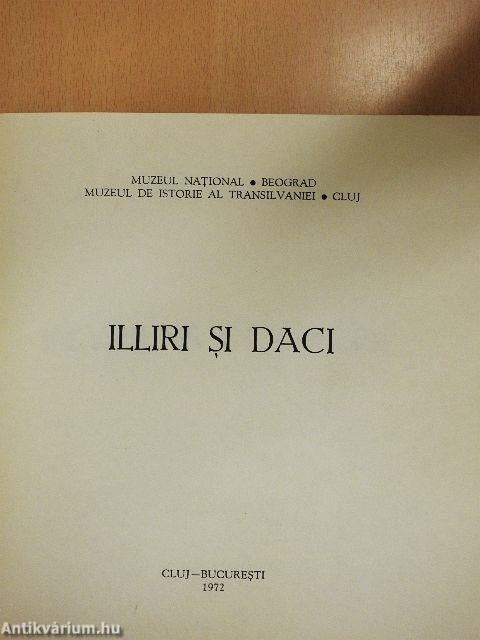 MUZEUL NAȚIONAL • BEOGRAD
MUZEUL DE ISTORIE AL TRANSILVANIEI • CLUJ
ILLIRI ȘI DACI
CLUJ—BUCUREȘTI
1972
Antikvárium.hu